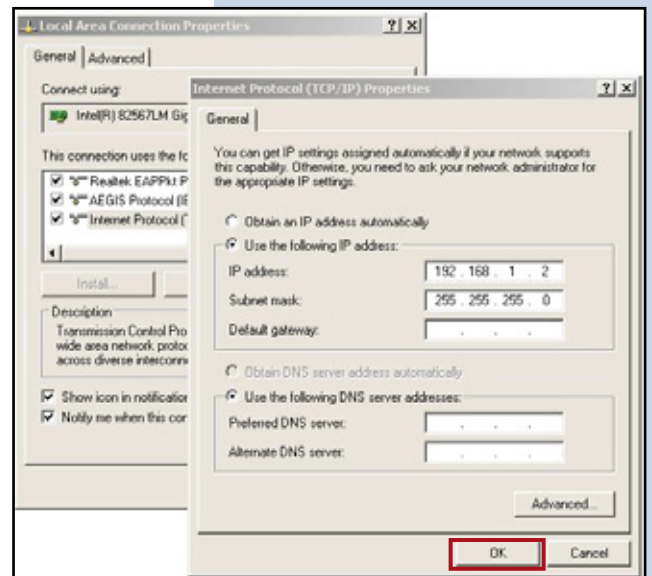 Local Area Connection Properties
General
Advanced
Connect using:
Intel(R) 82567LM Gig
This connection uses the fo
Realtek EAPPkt P
AEGIS Protocol (IE
Internet Protocol (T
Install...
Description
Transmission Control Pro
wide area network protoc
across diverse interconne
Show icon in notification
Notify me when this con
Internet Protocol (TCP/IP) Properties
General
You can get IP settings assigned automatically if your network supports
this capability. Otherwise, you need to ask your network administrator for
the appropriate IP settings.
Obtain an IP address automatically
Use the following IP address:
IP address: 192 . 168 . 1 . 2
Subnet mask: 255 . 255 . 255 . 0
Default gateway: . . .
Obtain DNS server address automatically
Use the following DNS server addresses:
Preferred DNS server: . . .
Alternate DNS server: . . .
Advanced...
OK
Cancel